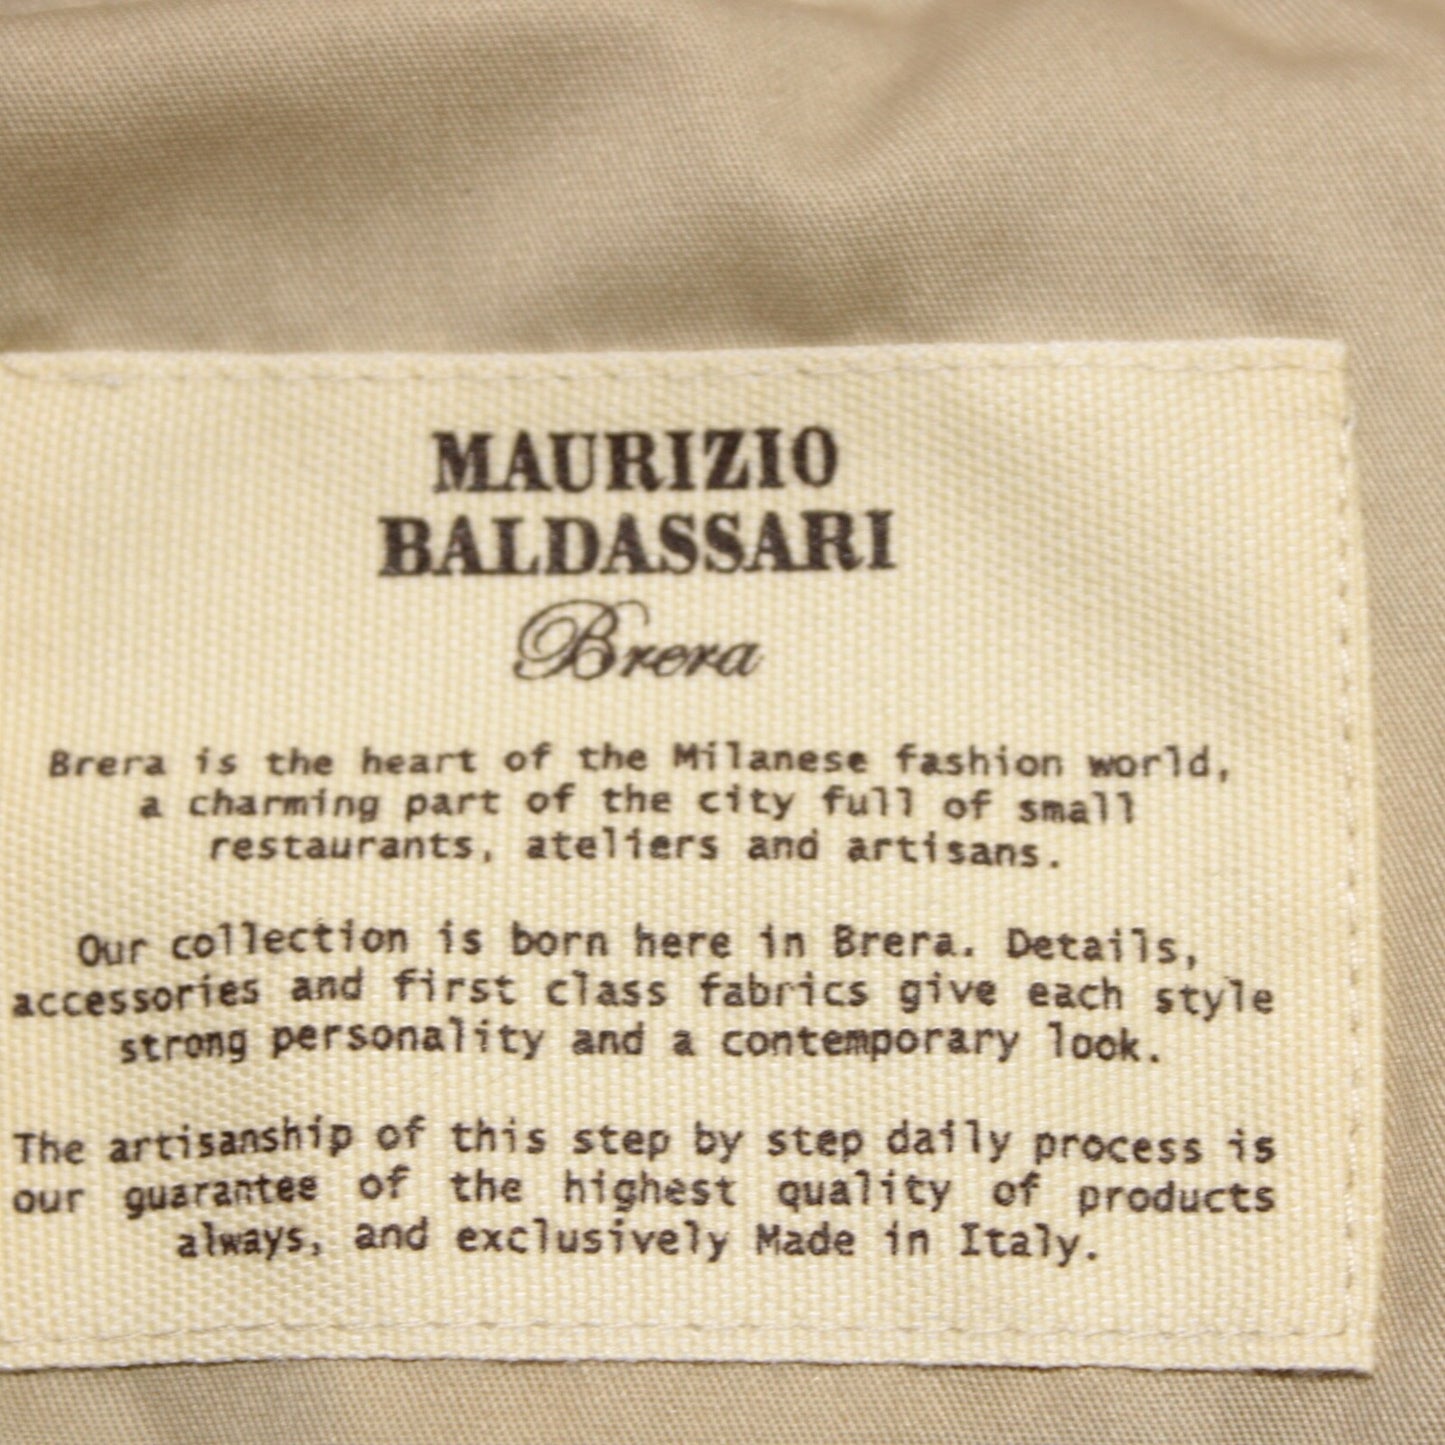 MAURIZIO
BALDASSARI
Brera
Brera is the heart of the Milanese fashion world,
a charming part of the city full of small
restaurants, ateliers and artisans.
Our collection is born here in Brera. Details,
accessories and first class fabrics give each style
strong personality and a contemporary look.
The artisanship of this step by step daily process is
our guarantee of the highest quality of products
always, and exclusively Made in Italy.